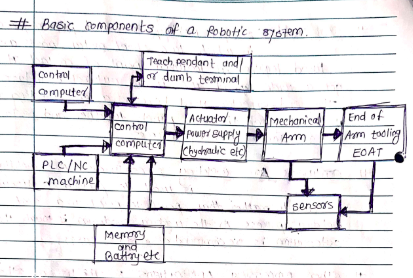 # Basic components of a Robotic system.
Teach pendant and/
or dumb terminal
control
computer
control
computer
Actuator
power supply
(hydraulic etc)
Mechanical
Arm
End of
Arm tooling
EOAT
PLC/NC
machine
sensors
Memory
and
Battry etc